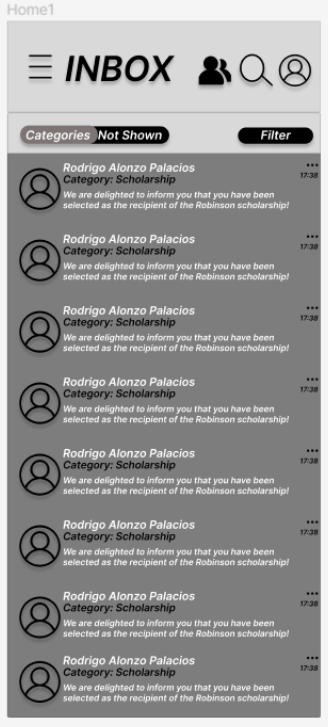 Home1
INBOX
Categories Not Shown Filter
Rodrigo Alonzo Palacios
Category: Scholarship 17:38
We are delighted to inform you that you have been
selected as the recipient of the Robinson scholarship!
Rodrigo Alonzo Palacios
Category: Scholarship 17:38
We are delighted to inform you that you have been
selected as the recipient of the Robinson scholarship!
Rodrigo Alonzo Palacios
Category: Scholarship 17:38
We are delighted to inform you that you have been
selected as the recipient of the Robinson scholarship!
Rodrigo Alonzo Palacios
Category: Scholarship 17:38
We are delighted to inform you that you have been
selected as the recipient of the Robinson scholarship!
Rodrigo Alonzo Palacios
Category: Scholarship 17:38
We are delighted to inform you that you have been
selected as the recipient of the Robinson scholarship!
Rodrigo Alonzo Palacios
Category: Scholarship 17:38
We are delighted to inform you that you have been
selected as the recipient of the Robinson scholarship!
Rodrigo Alonzo Palacios
Category: Scholarship 17:38
We are delighted to inform you that you have been
selected as the recipient of the Robinson scholarship!
Rodrigo Alonzo Palacios
Category: Scholarship 17:38
We are delighted to inform you that you have been
selected as the recipient of the Robinson scholarship!